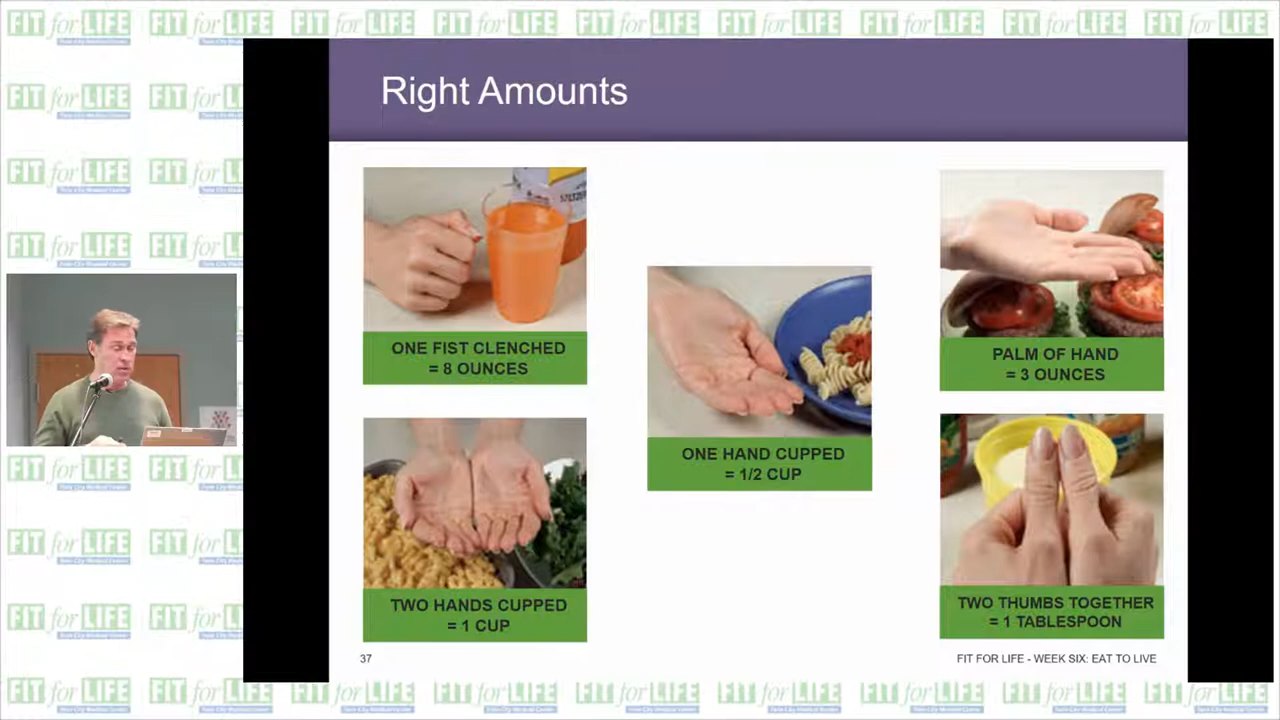 Right Amounts
ONE FIST CLENCHED
= 8 OUNCES
TWO HANDS CUPPED
= 1 CUP
ONE HAND CUPPED
= 1/2 CUP
PALM OF HAND
= 3 OUNCES
TWO THUMBS TOGETHER
= 1 TABLESPOON
37
FIT FOR LIFE - WEEK SIX: EAT TO LIVE
FIT for LIFE